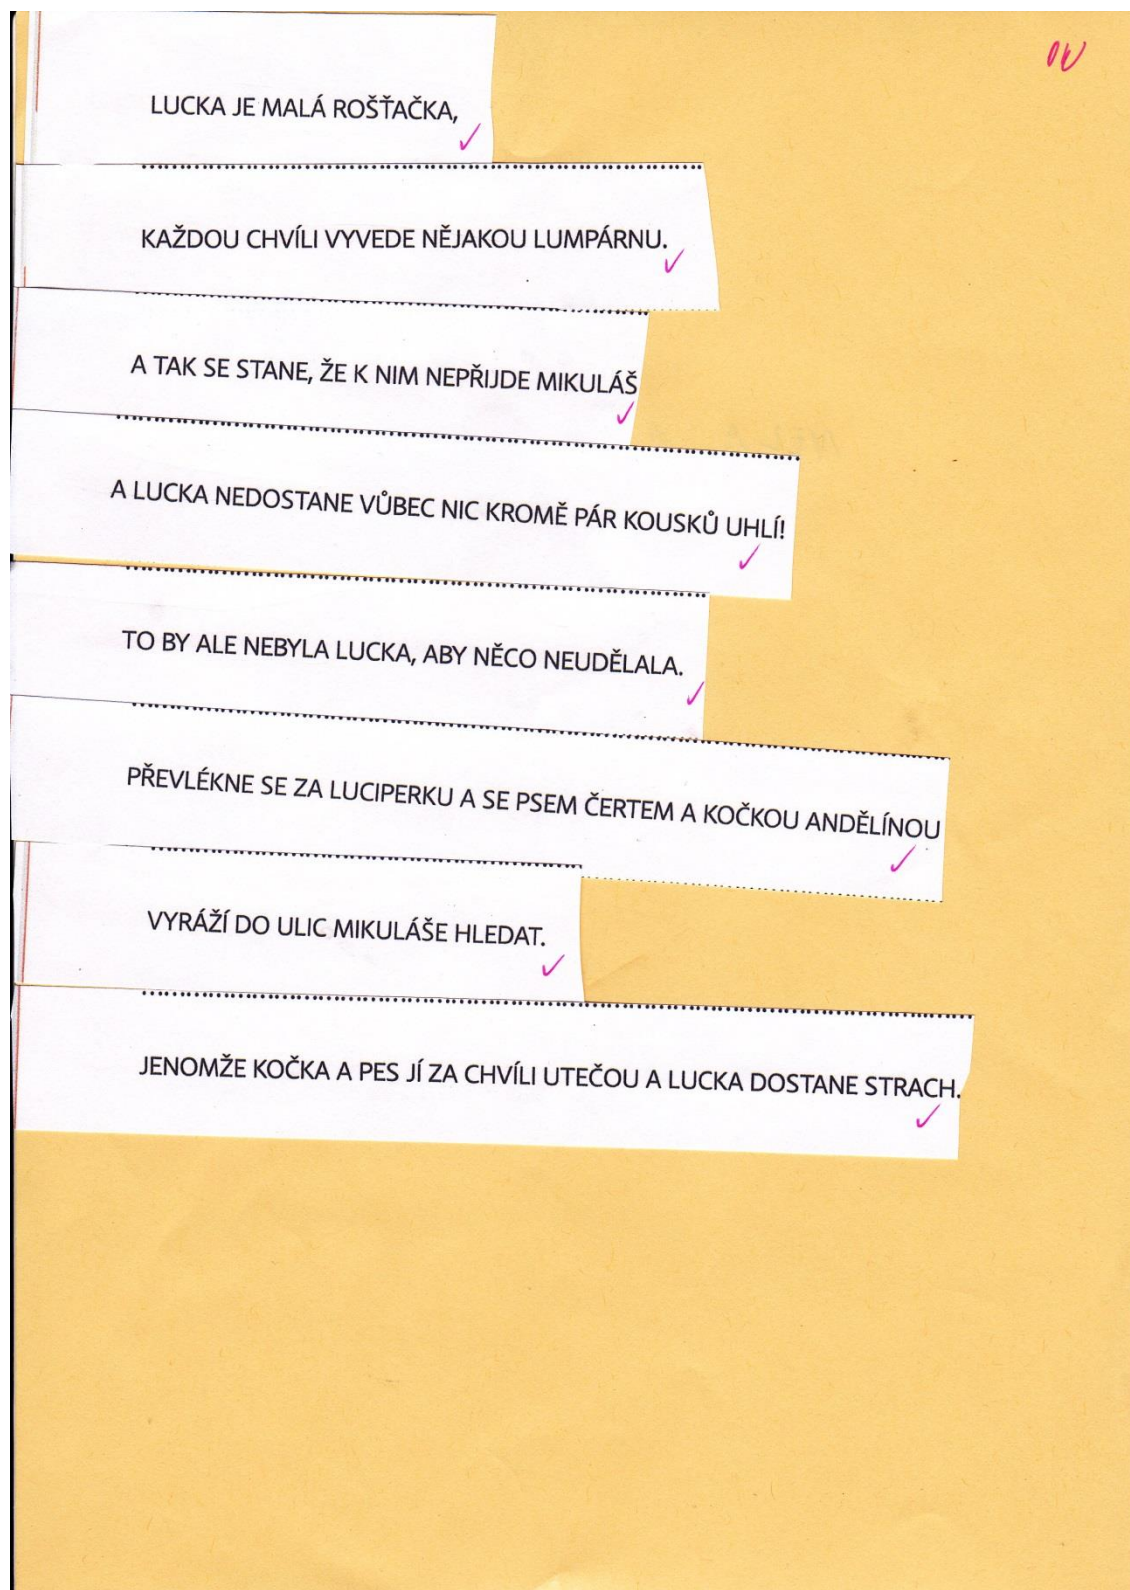 LUCKA JE MALÁ ROŠŤAČKA,
KAŽDOU CHVÍLI VYVEDE NĚJAKOU LUMPÁRNU.
A TAK SE STANE, ŽE K NIM NEPŘIJDE MIKULÁŠ
A LUCKA NEDOSTANE VŮBEC NIC KROMĚ PÁR KOUSKŮ UHLÍ!
TO BY ALE NEBYLA LUCKA, ABY NĚCO NEUDĚLALA.
PŘEVLÉKNE SE ZA LUCIPERKU A SE PSEM ČERTEM A KOČKOU ANDĚLÍNOU
VYRÁŽÍ DO ULIC MIKULÁŠE HLEDAT.
JENOMŽE KOČKA A PES JÍ ZA CHVÍLI UTEČOU A LUCKA DOSTANE STRACH.